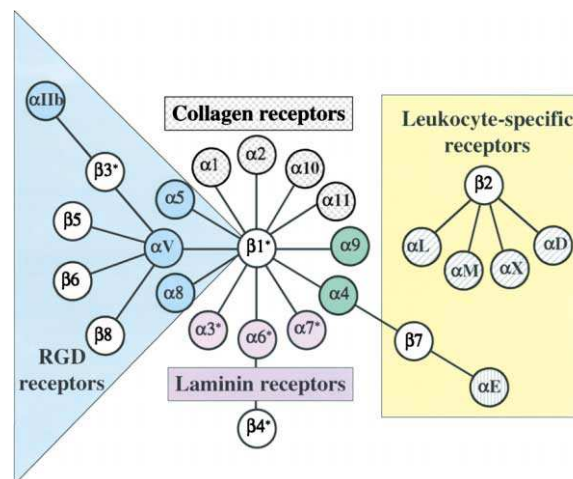 αIIb
Collagen receptors
Leukocyte-specific
receptors
β3*
α1
α2
α10
α11
β2
α5
β5
αV
β1*
α9
αL
αM
αX
αD
β6
α8
α4
β8
α3*
α6*
α7*
β7
RGD
receptors
Laminin receptors
αE
β4*